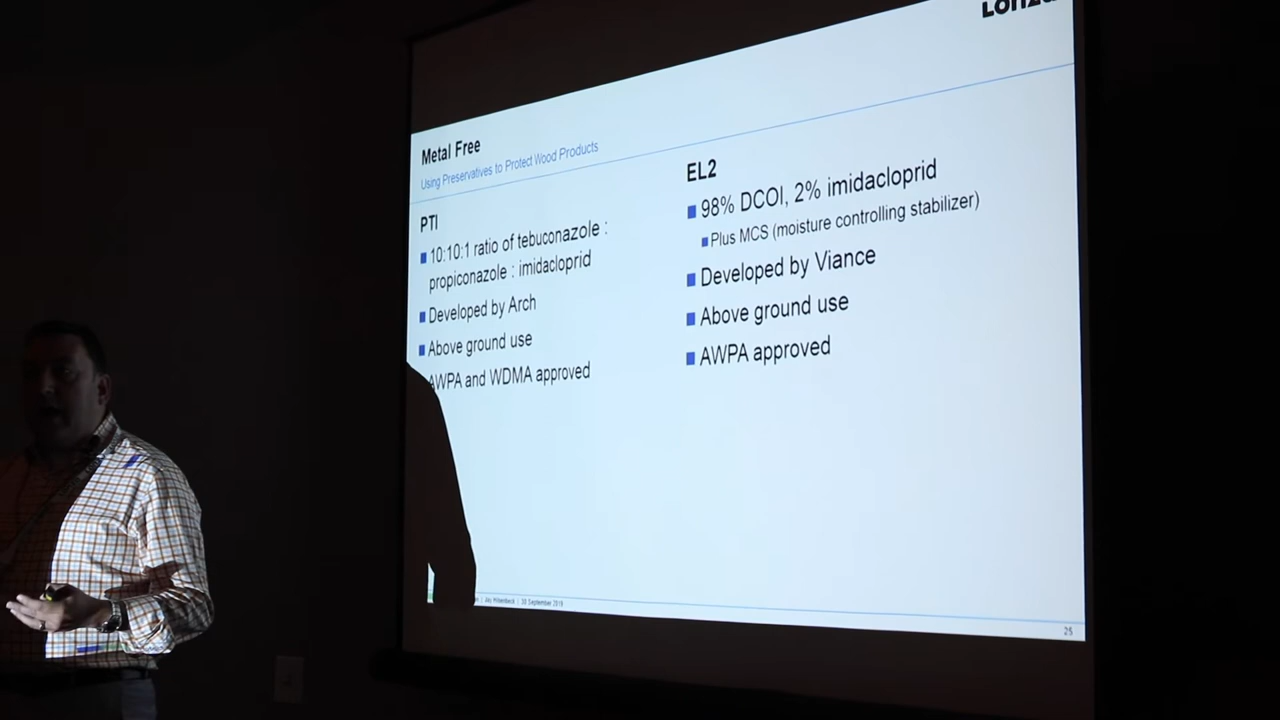 Lonza
Metal Free
Using Preservatives to Protect Wood Products
PTI
10:10:1 ratio of tebuconazole :
propiconazole : imidacloprid
Developed by Arch
Above ground use
AWPA and WDMA approved
EL2
98% DCOI, 2% imidacloprid
Plus MCS (moisture controlling stabilizer)
Developed by Viance
Above ground use
AWPA approved
| 30 September 2019
25